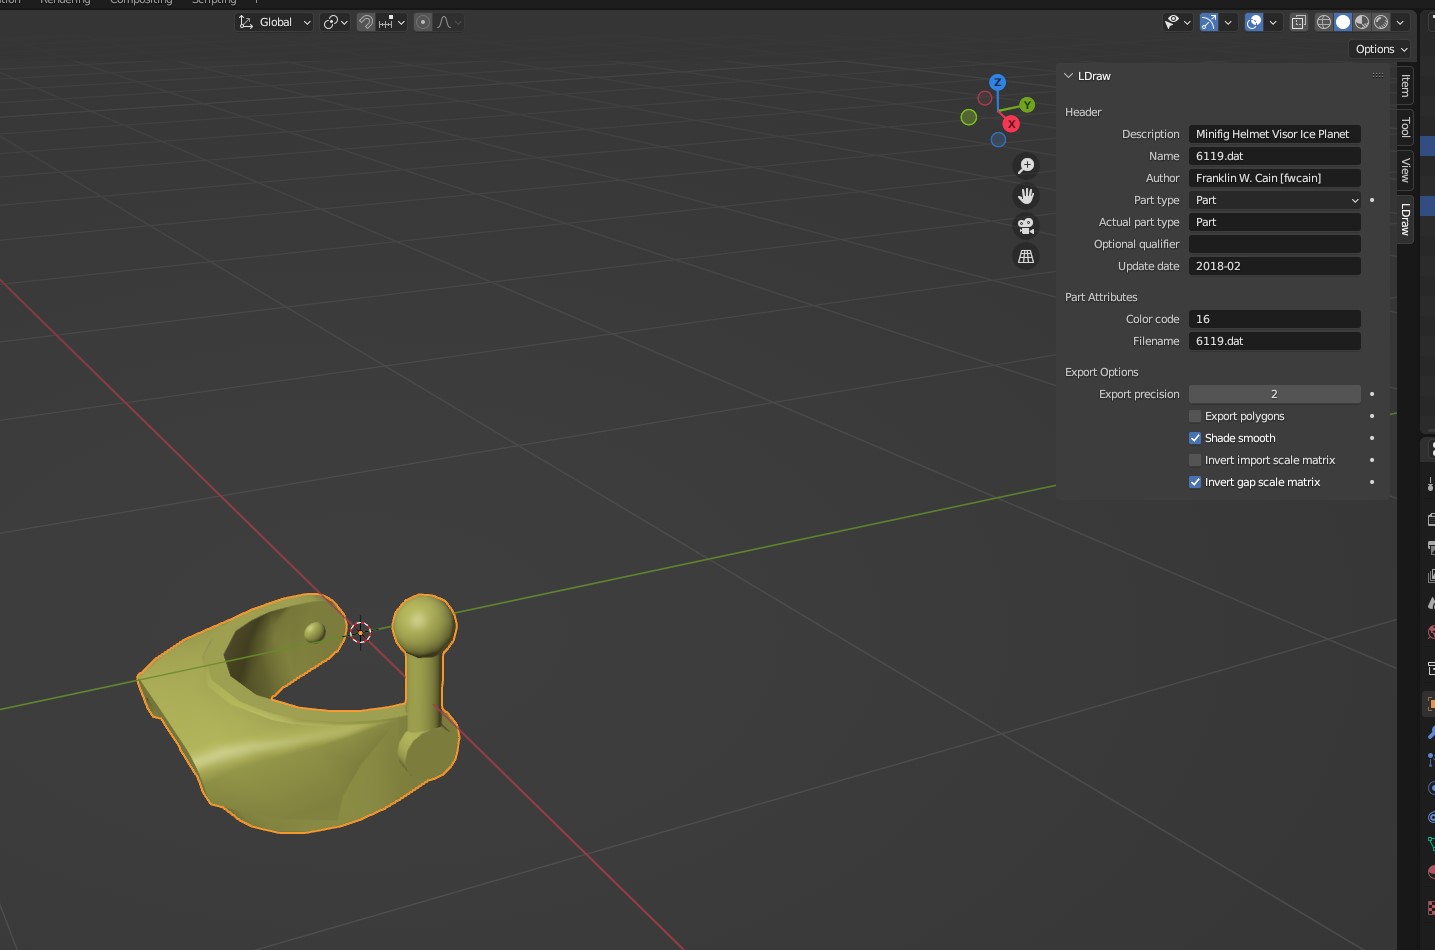 Rendering
Compositing
Scripting
Global
Options
LDraw
Header
Description Minifig Helmet Visor Ice Planet
Name 6119.dat
Author Franklin W. Cain [fwcain]
Part type Part
Actual part type Part
Optional qualifier
Update date 2018-02
Part Attributes
Color code 16
Filename 6119.dat
Export Options
Export precision 2
Export polygons
Shade smooth
Invert import scale matrix
Invert gap scale matrix
Item
Tool
View
LDraw
Z
Y
X